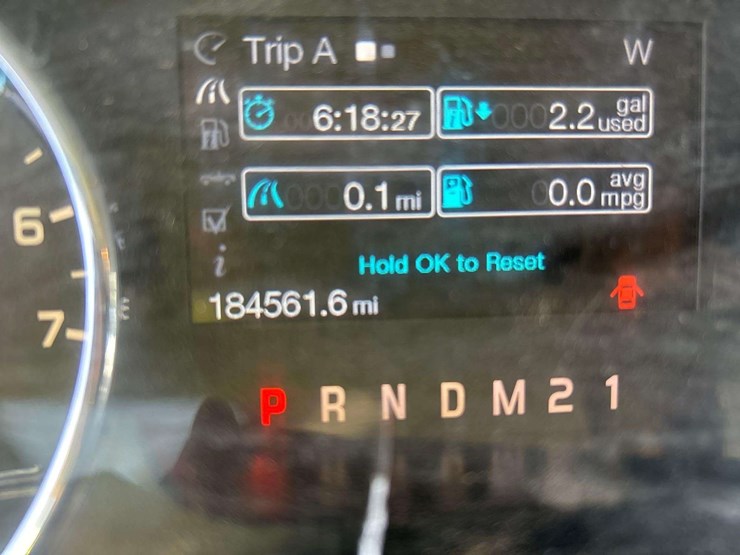 Trip A W
6:18:27 2.2 gal used
0.1 mi 0.0 avg mpg
Hold OK to Reset
184561.6 mi
6
7
P R N D M 2 1